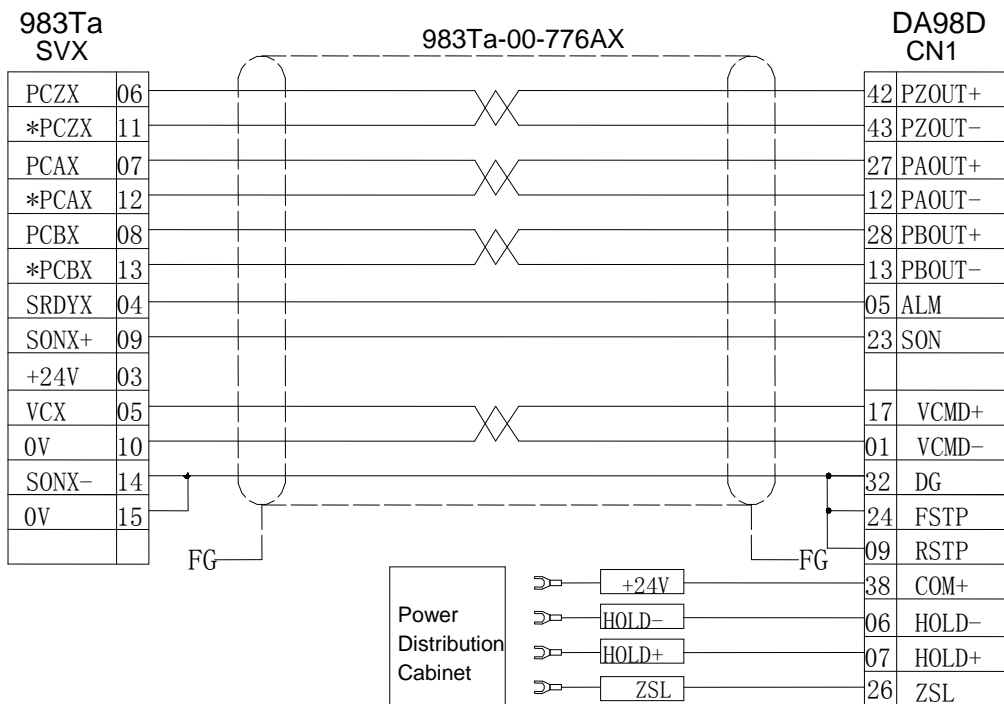 983Ta
SVX
983Ta-00-776AX
DA98D
CN1
PCZX 06 42 PZOUT+
*PCZX 11 43 PZOUT-
PCAX 07 27 PAOUT+
*PCAX 12 12 PAOUT-
PCBX 08 28 PBOUT+
*PCBX 13 13 PBOUT-
SRDYX 04 05 ALM
SONX+ 09 23 SON
+24V 03
VCX 05 17 VCMD+
0V 10 01 VCMD-
SONX- 14 32 DG
0V 15 24 FSTP
FG FG 09 RSTP
+24V 38 COM+
Power
Distribution
Cabinet
HOLD- 06 HOLD-
HOLD+ 07 HOLD+
ZSL 26 ZSL